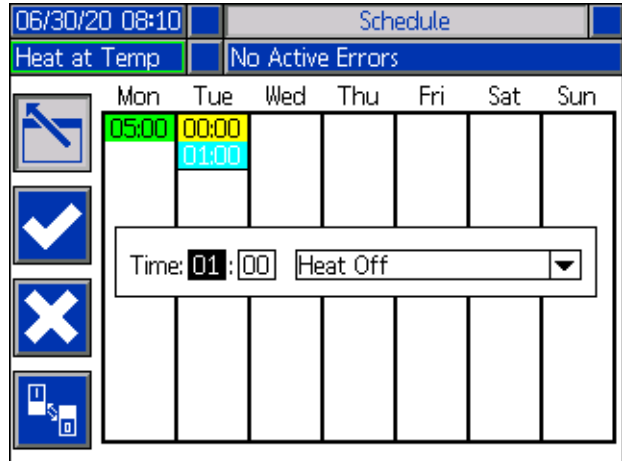 06/30/20 08:10 Schedule
Heat at Temp No Active Errors
Mon Tue Wed Thu Fri Sat Sun
05:00 00:00
01:00
Time: 01 : 00 Heat Off